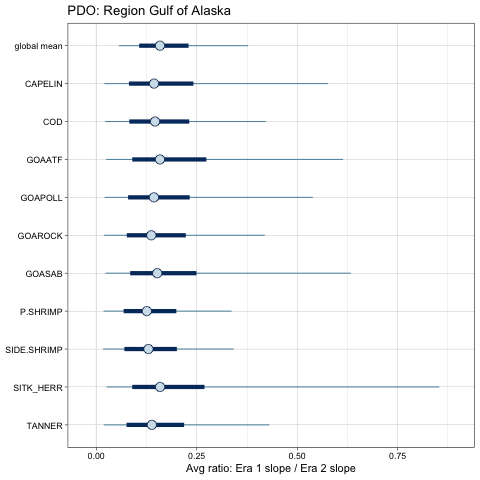 PDO: Region Gulf of Alaska
global mean
CAPELIN
COD
GOAATF
GOAPOLL
GOAROCK
GOASAB
P.SHRIMP
SIDE.SHRIMP
SITK_HERR
TANNER
0.00 0.25 0.50 0.75
Avg ratio: Era 1 slope / Era 2 slope